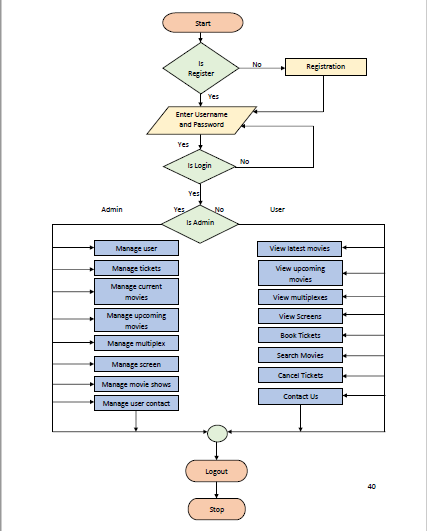 Start
Is
Register
No
Registration
Yes
Enter Username
and Password
Yes
Is Login
No
Yes
Admin
Yes
No
User
Is Admin
Manage user
Manage tickets
Manage current
movies
Manage upcoming
movies
Manage multiplex
Manage screen
Manage movie shows
Manage user contact
View latest movies
View upcoming
movies
View multiplexes
View Screens
Book Tickets
Search Movies
Cancel Tickets
Contact Us
Logout
40
Stop